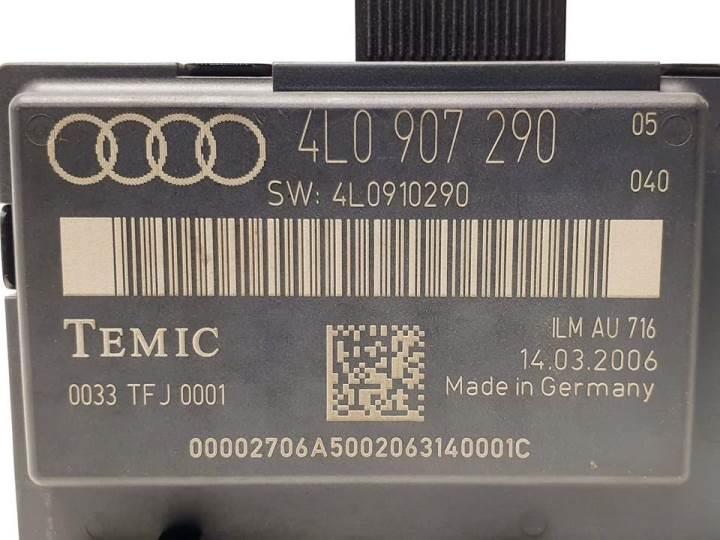 4L0 907 290 05
SW: 4L0910290 040
TEMIC
ILM AU 716
14.03.2006
0033 TFJ 0001
Made in Germany
00002706A5002063140001C